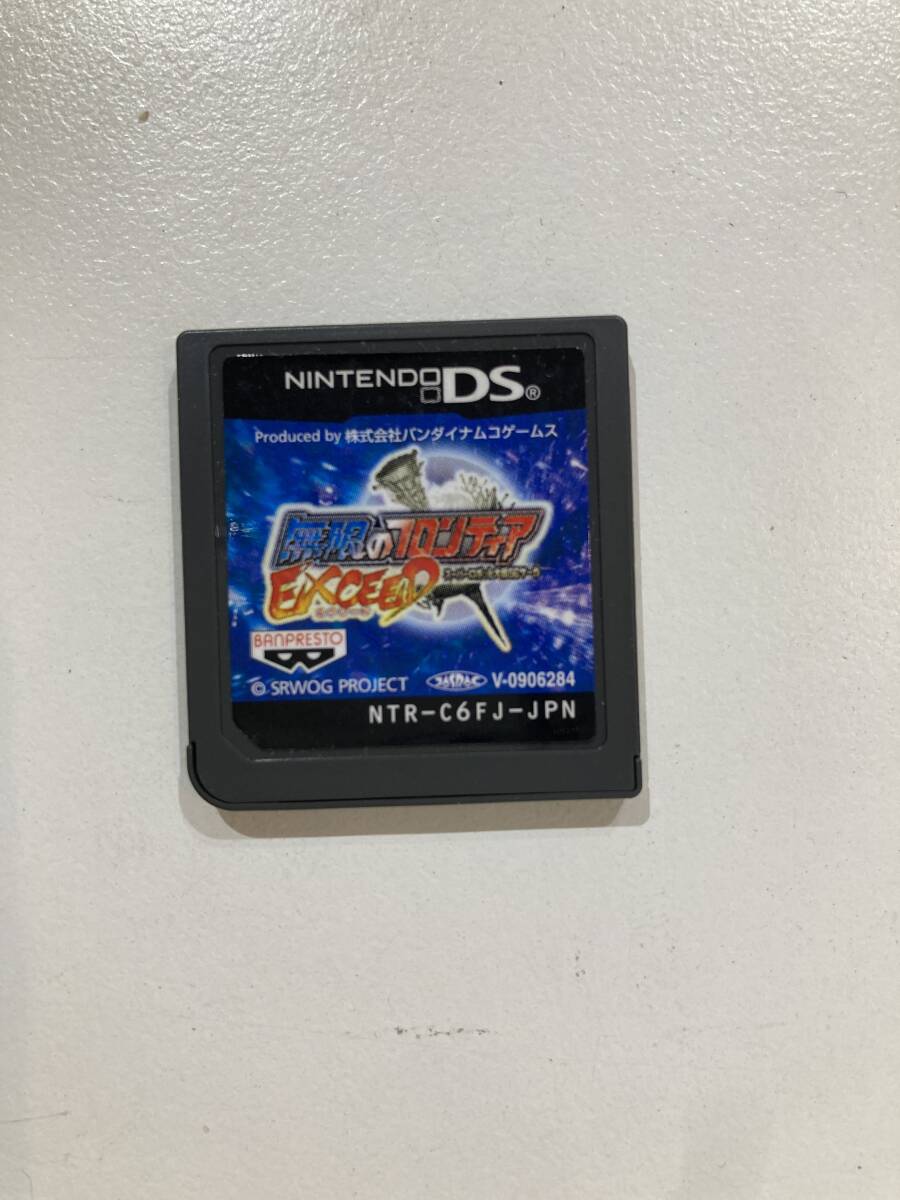 NINTENDO DS®
Produced by 株式会社バンダイナムコゲームス
無限のフロンティア
EXCEED
BANPRESTO
© SRWOG PROJECT
V-0906284
NTR-C6FJ-JPN